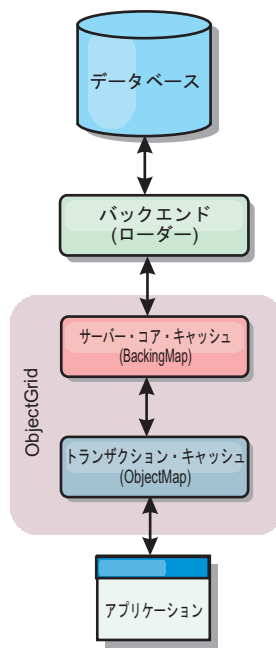 データベース
バックエンド
(ローダー)
サーバー・コア・キャッシュ
(BackingMap)
ObjectGrid
トランザクション・キャッシュ
(ObjectMap)
アプリケーション